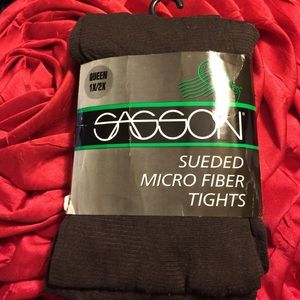 QUEEN
1X/2X
SASSON
SUEDED
MICRO FIBER
TIGHTS